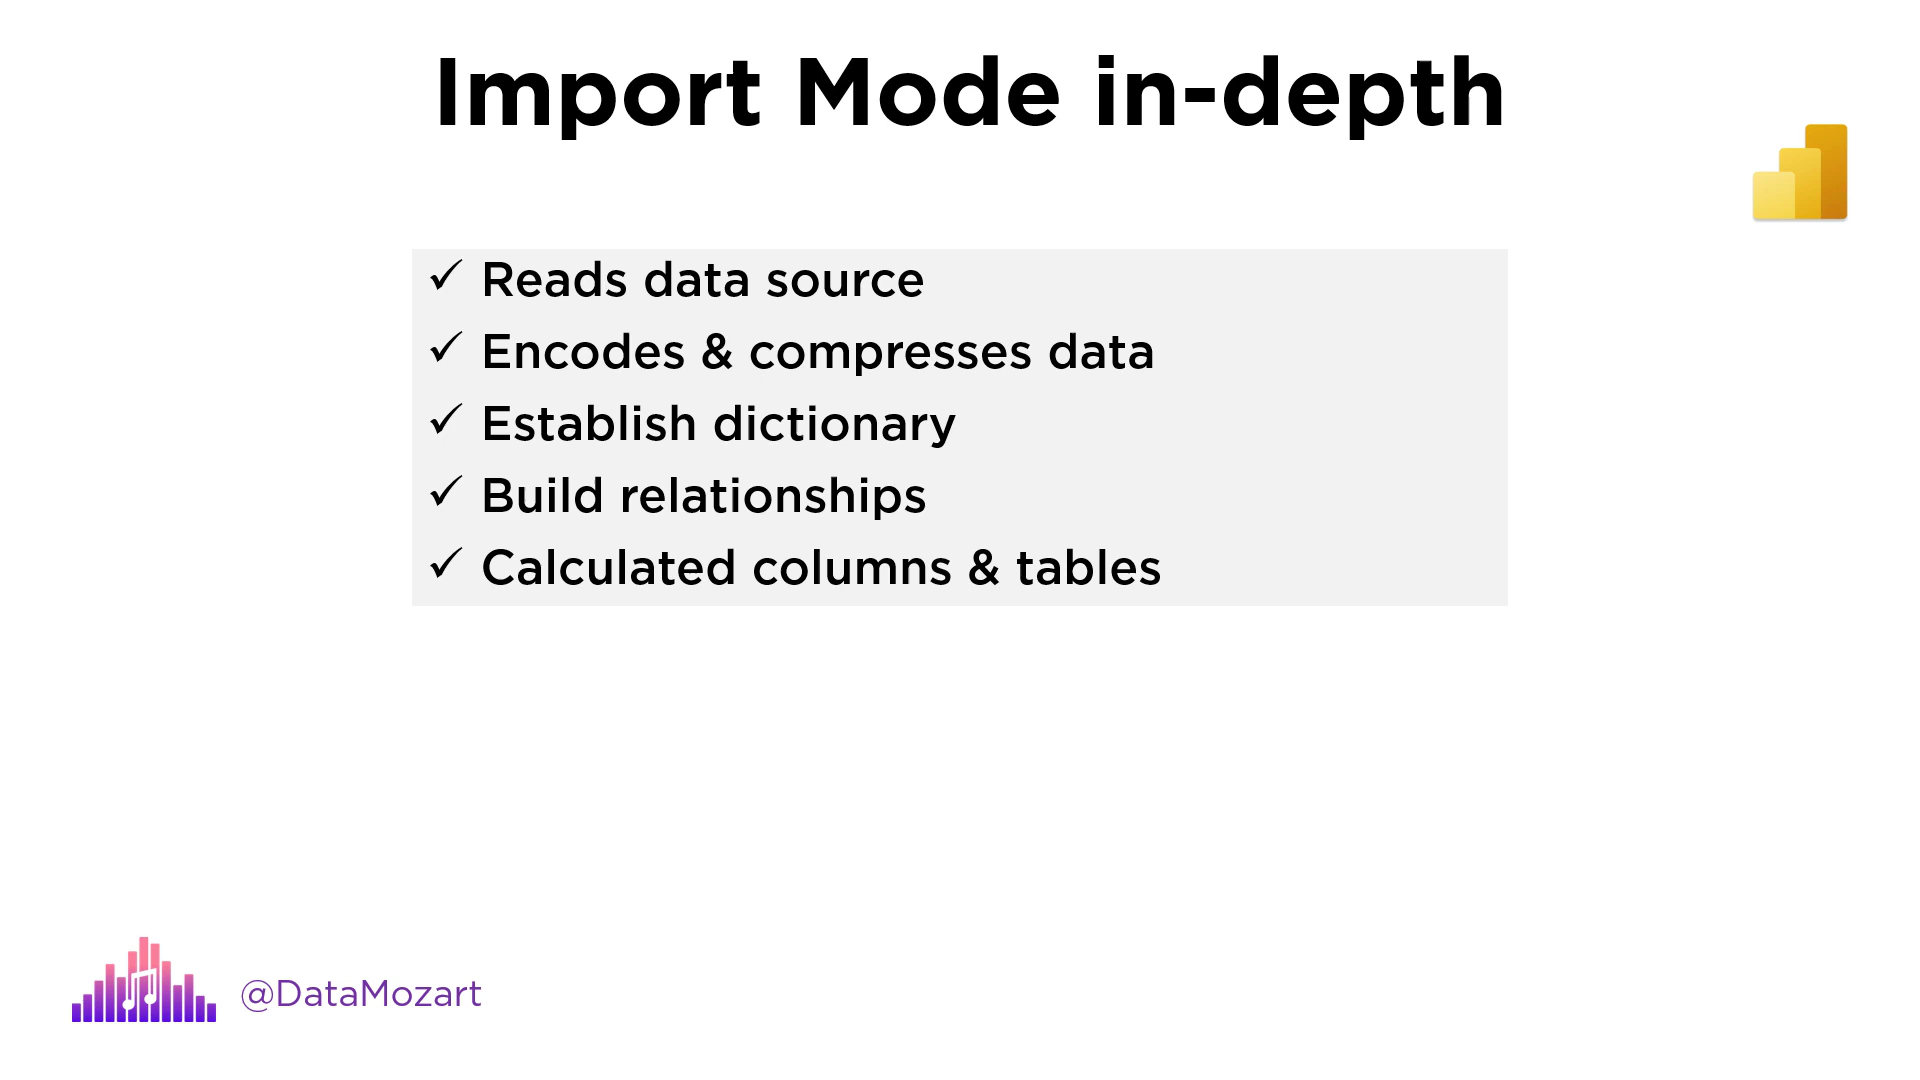 Import Mode in-depth
✓ Reads data source
✓ Encodes & compresses data
✓ Establish dictionary
✓ Build relationships
✓ Calculated columns & tables
@DataMozart